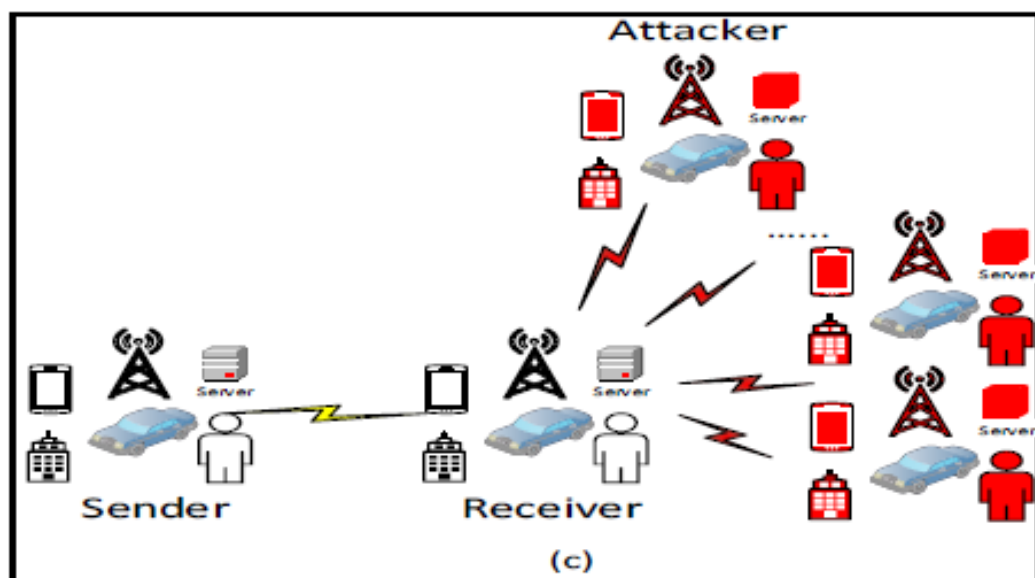 Attacker
Server
......
Server
Server
Server
Server
Sender
Receiver
(c)